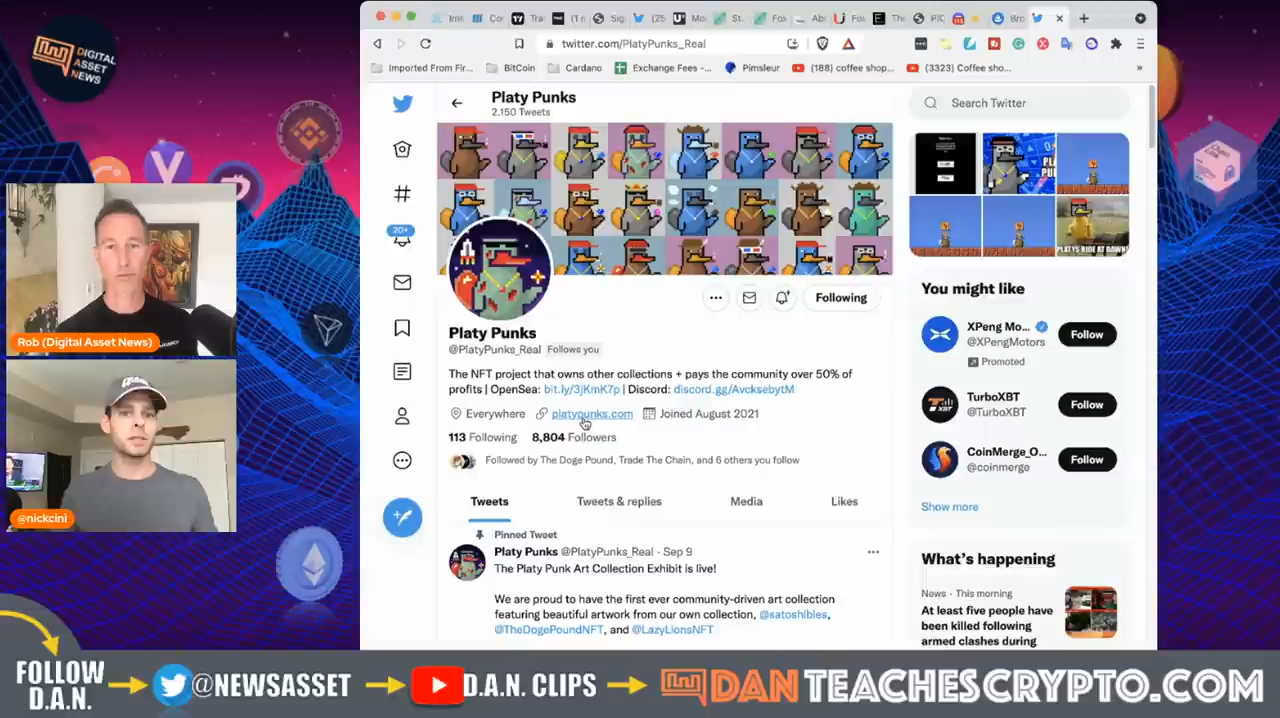 DIGITAL
ASSET
NEWS
twitter.com/PlatyPunks_Real
Imported From Fir...
BitCoin
Cardano
Exchange Fees -...
Pimsleur
(188) coffee shop...
(3323) Coffee sho...
»
Platy Punks
2,150 Tweets
Search Twitter
20+
Following
Platy Punks
@PlatyPunks_Real Follows you
The NFT project that owns other collections + pays the community over 50% of
profits | OpenSea: bit.ly/3jKmK7p | Discord: discord.gg/AvcksebytM
Everywhere platypunks.com Joined August 2021
113 Following 8,804 Followers
Followed by The Doge Pound, Trade The Chain, and 6 others you follow
Tweets
Tweets & replies
Media
Likes
Pinned Tweet
Platy Punks @PlatyPunks_Real · Sep 9
The Platy Punk Art Collection Exhibit is live!
We are proud to have the first ever community-driven art collection
featuring beautiful artwork from our own collection, @satoshibles,
@TheDogePoundNFT, and @LazyLionsNFT
PLATYS RIDE AT DAWN!
You might like
XPeng Mo...
@XPengMotors
Promoted
Follow
TurboXBT
@TurboXBT
Follow
CoinMerge_O...
@coinmerge
Follow
Show more
What's happening
News · This morning
At least five people have
been killed following
armed clashes during
Rob (Digital Asset News)
@nickcini
FOLLOW
D.A.N.
@NEWSASSET
D.A.N. CLIPS
DANTEACHESCRYPTO.COM